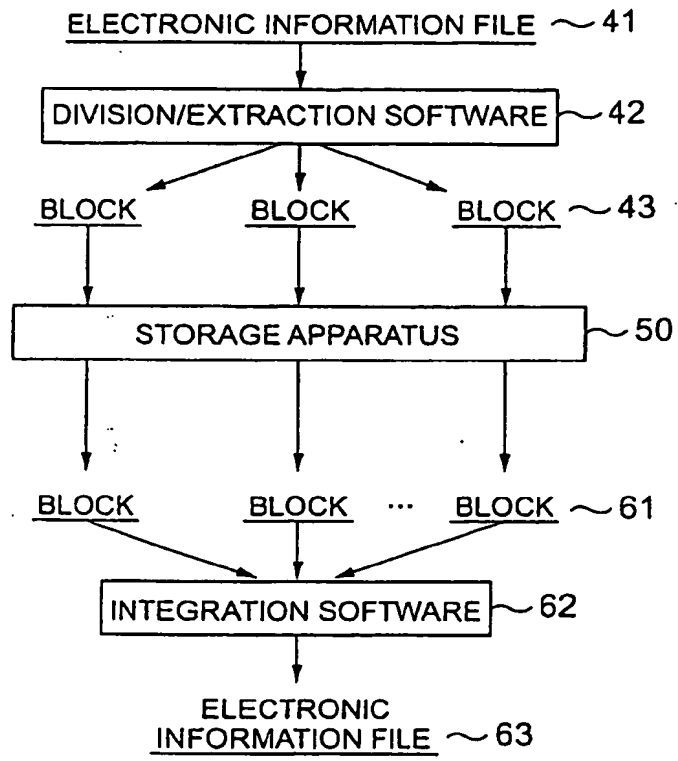 ELECTRONIC INFORMATION FILE 41
DIVISION/EXTRACTION SOFTWARE 42
BLOCK BLOCK BLOCK 43
STORAGE APPARATUS 50
BLOCK BLOCK ... BLOCK 61
INTEGRATION SOFTWARE 62
ELECTRONIC
INFORMATION FILE 63